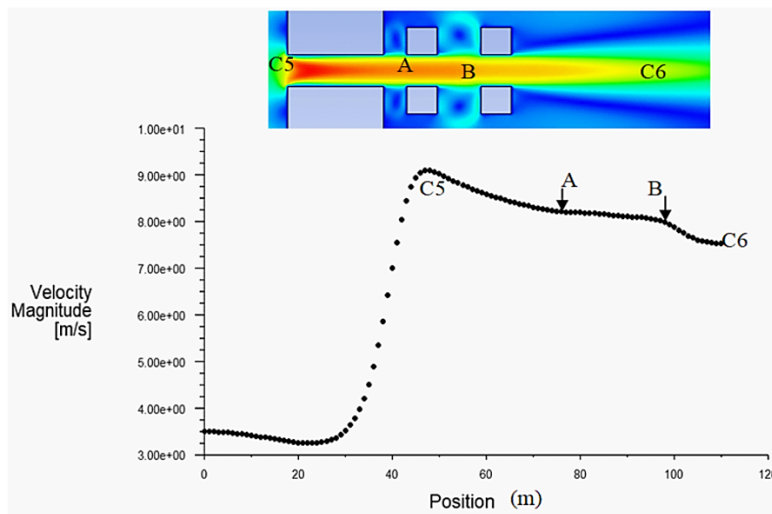 C5 A B C6
1.00e+01
9.00e+00
8.00e+00
7.00e+00
6.00e+00
5.00e+00
4.00e+00
3.00e+00
Velocity
Magnitude
[m/s]
C5
A
B
C6
0 20 40 60 80 100 120
Position (m)